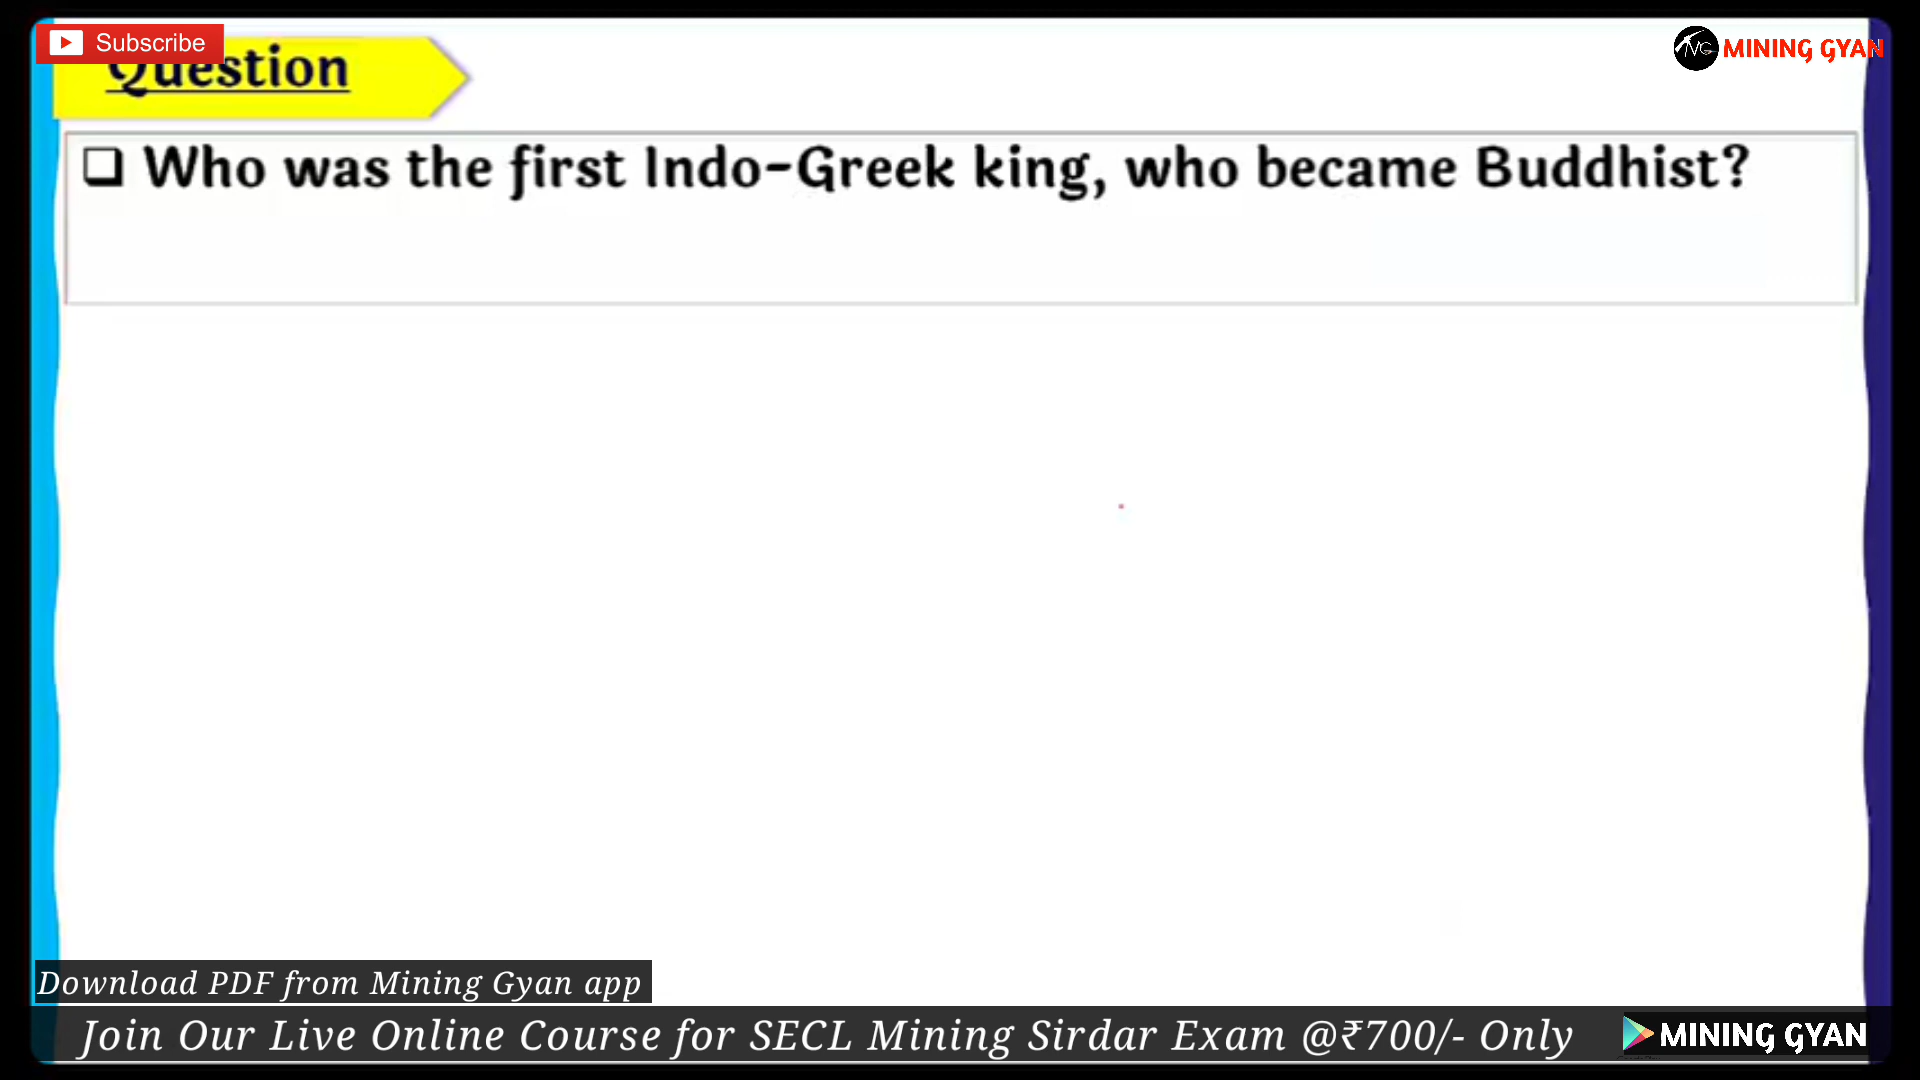 Subscribe
MINING GYAN
Question
Who was the first Indo-Greek king, who became Buddhist?
Download PDF from Mining Gyan app
Join Our Live Online Course for SECL Mining Sirdar Exam @₹700/- Only
MINING GYAN